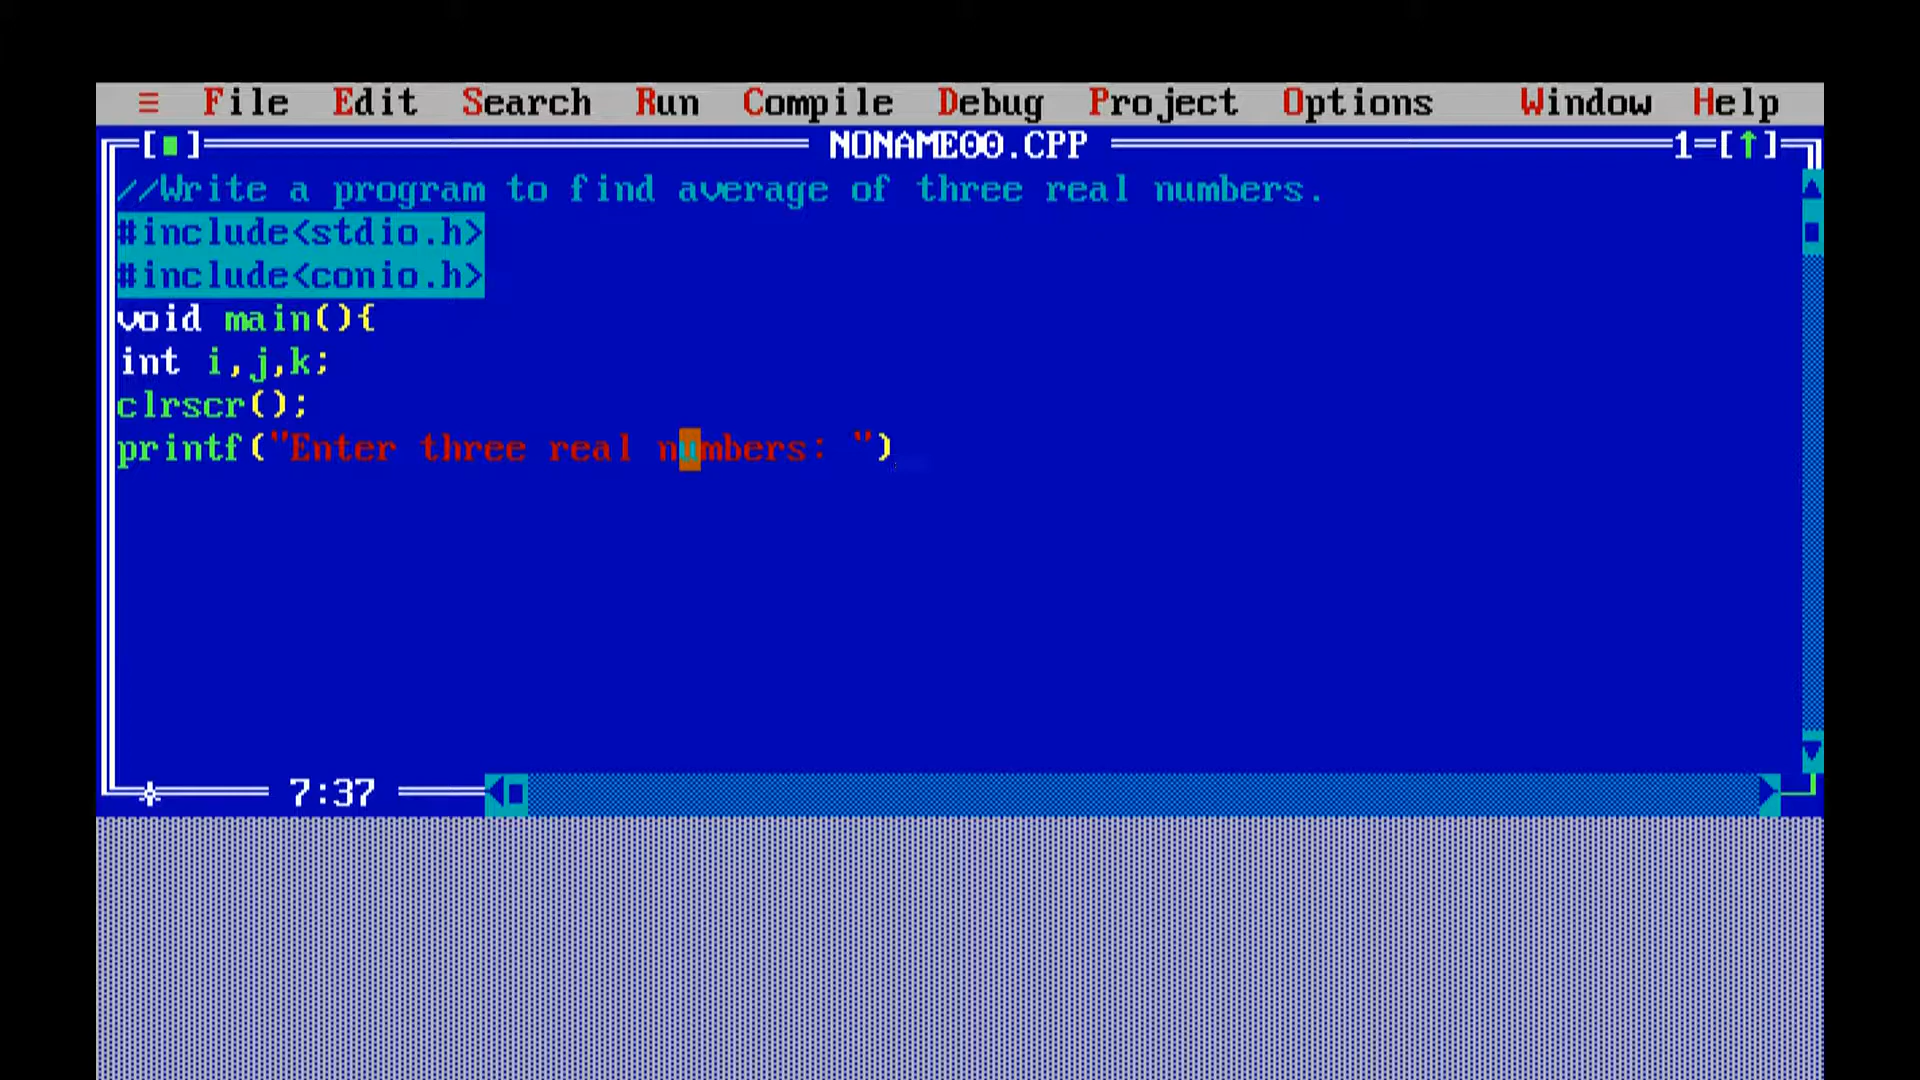 ≡ File Edit Search Run Compile Debug Project Options Window Help
[■] NONAME00.CPP 1=[↑]
//Write a program to find average of three real numbers.
#include<stdio.h>
#include<conio.h>
void main(){
int i,j,k;
clrscr();
printf("Enter three real numbers: ")
* 7:37